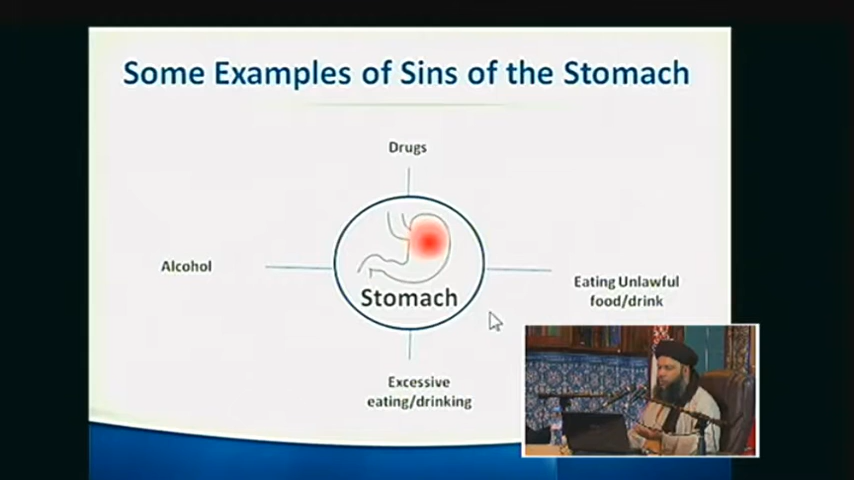 Some Examples of Sins of the Stomach
Drugs
Alcohol
Stomach
Eating Unlawful
food/drink
Excessive
eating/drinking